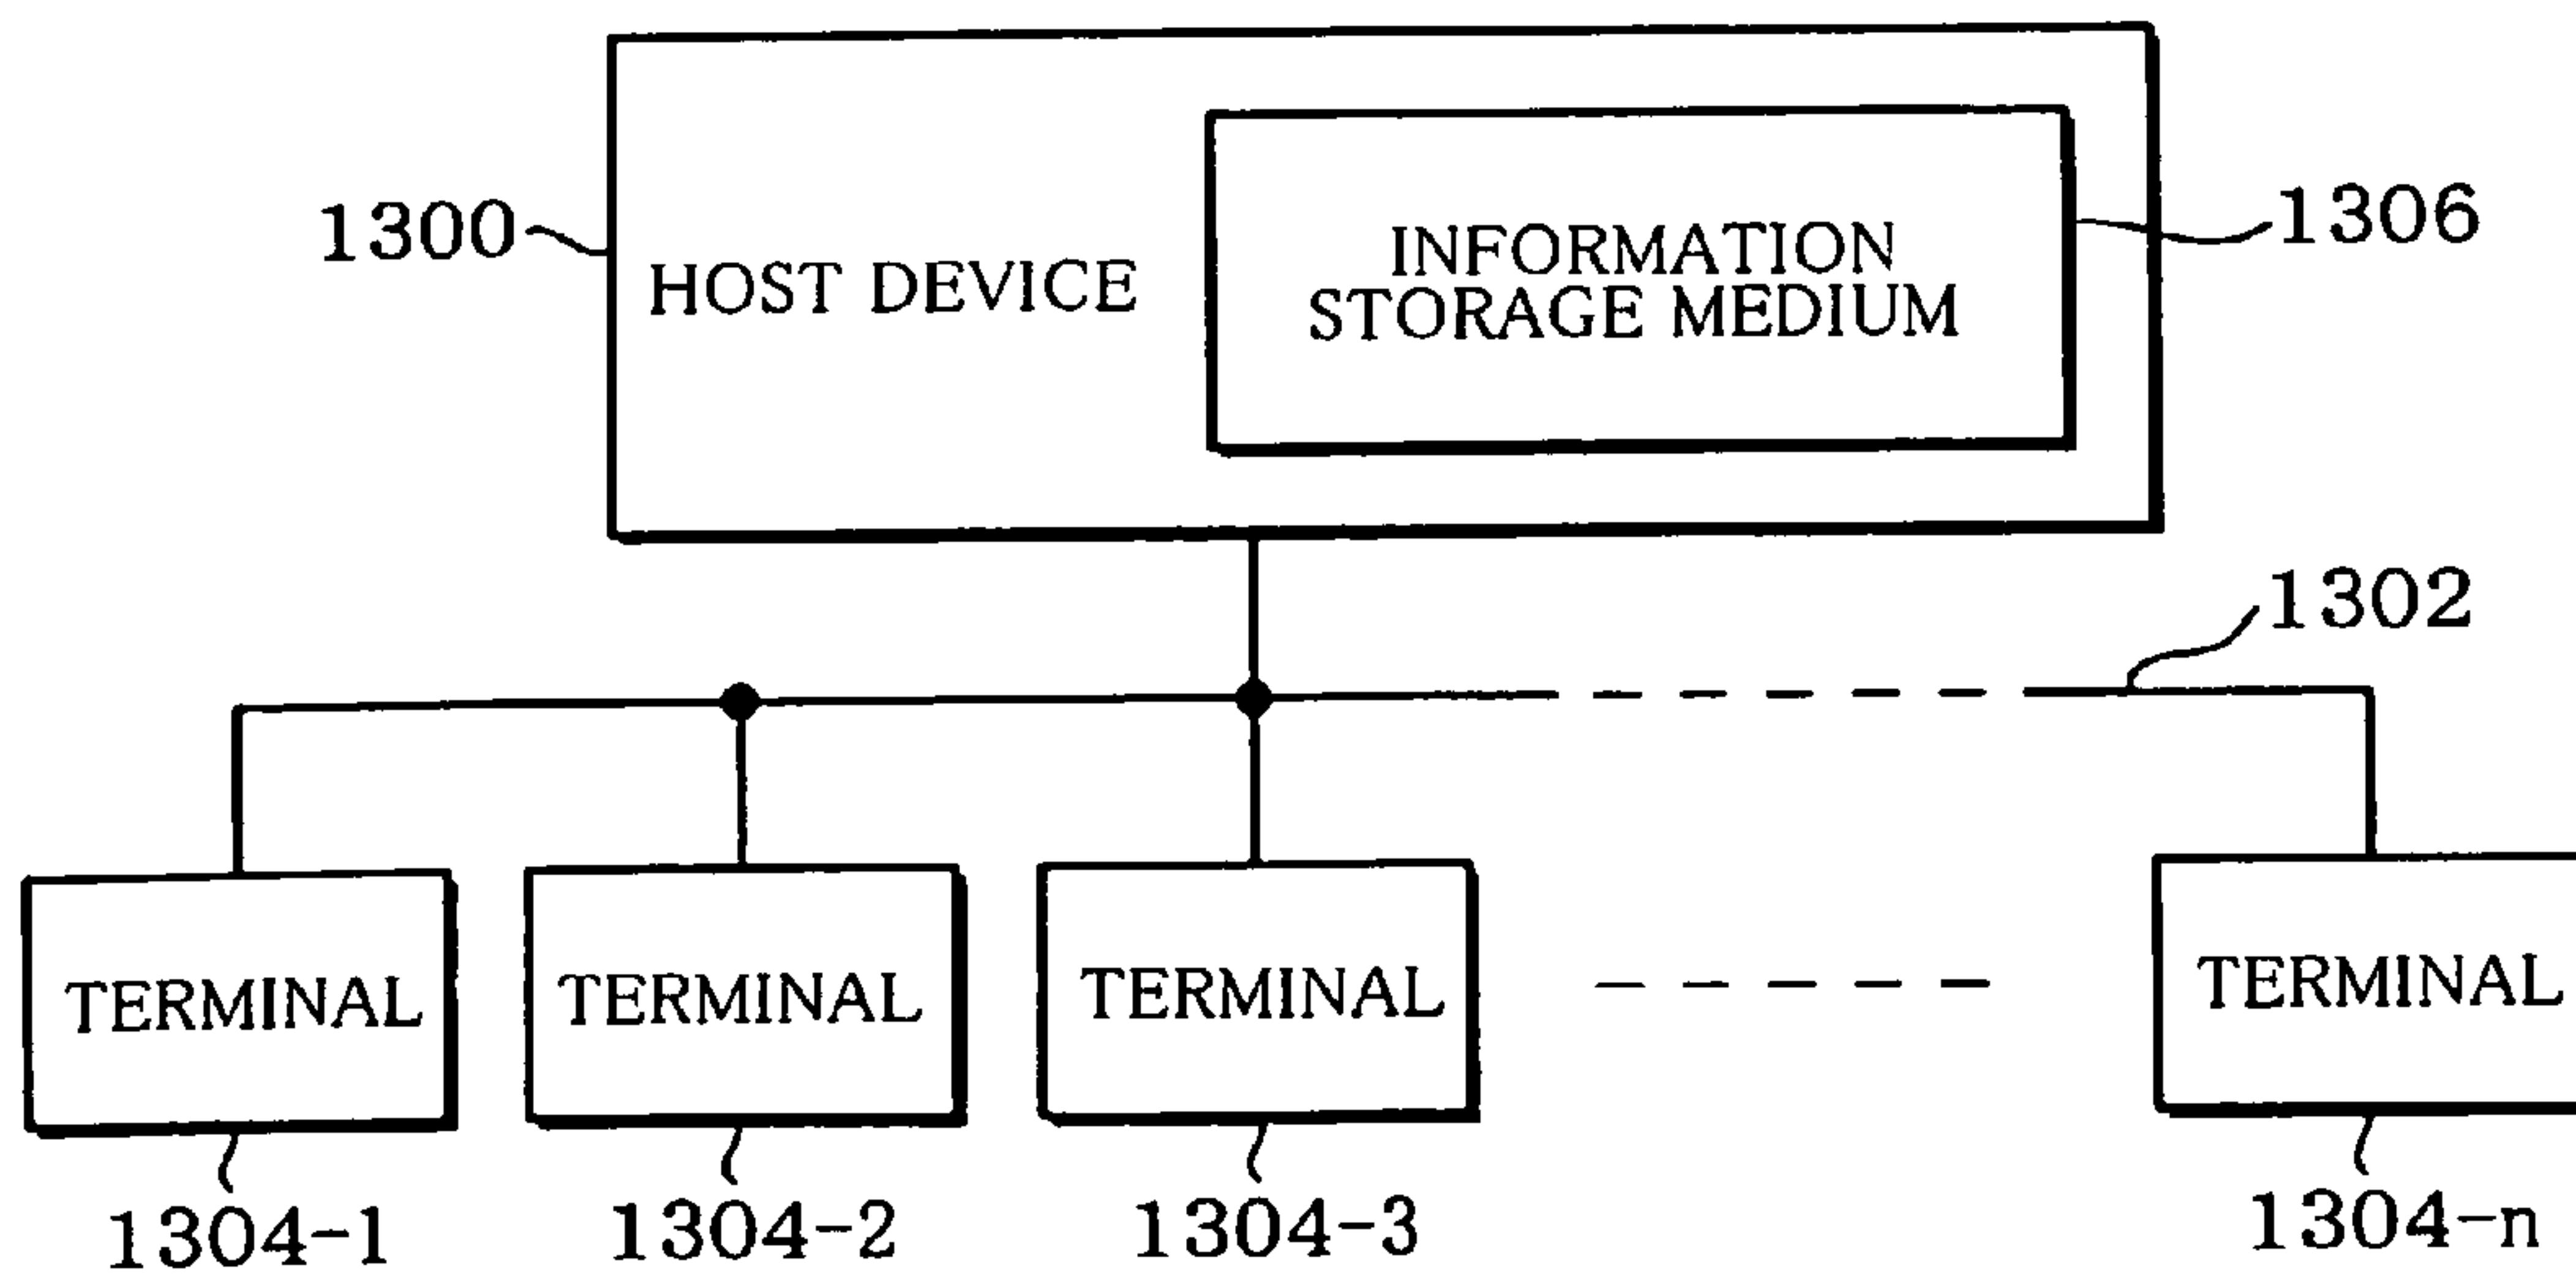 1300
HOST DEVICE
INFORMATION
STORAGE MEDIUM
1306
1302
TERMINAL
TERMINAL
TERMINAL
TERMINAL
1304-1
1304-2
1304-3
1304-n